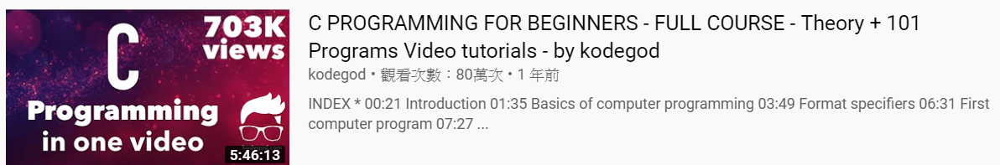 703K
views
C
Programming
in one video
5:46:13
C PROGRAMMING FOR BEGINNERS - FULL COURSE - Theory + 101
Programs Video tutorials - by kodegod
kodegod • 觀看次數：80萬次 • 1 年前
INDEX * 00:21 Introduction 01:35 Basics of computer programming 03:49 Format specifiers 06:31 First
computer program 07:27 ...